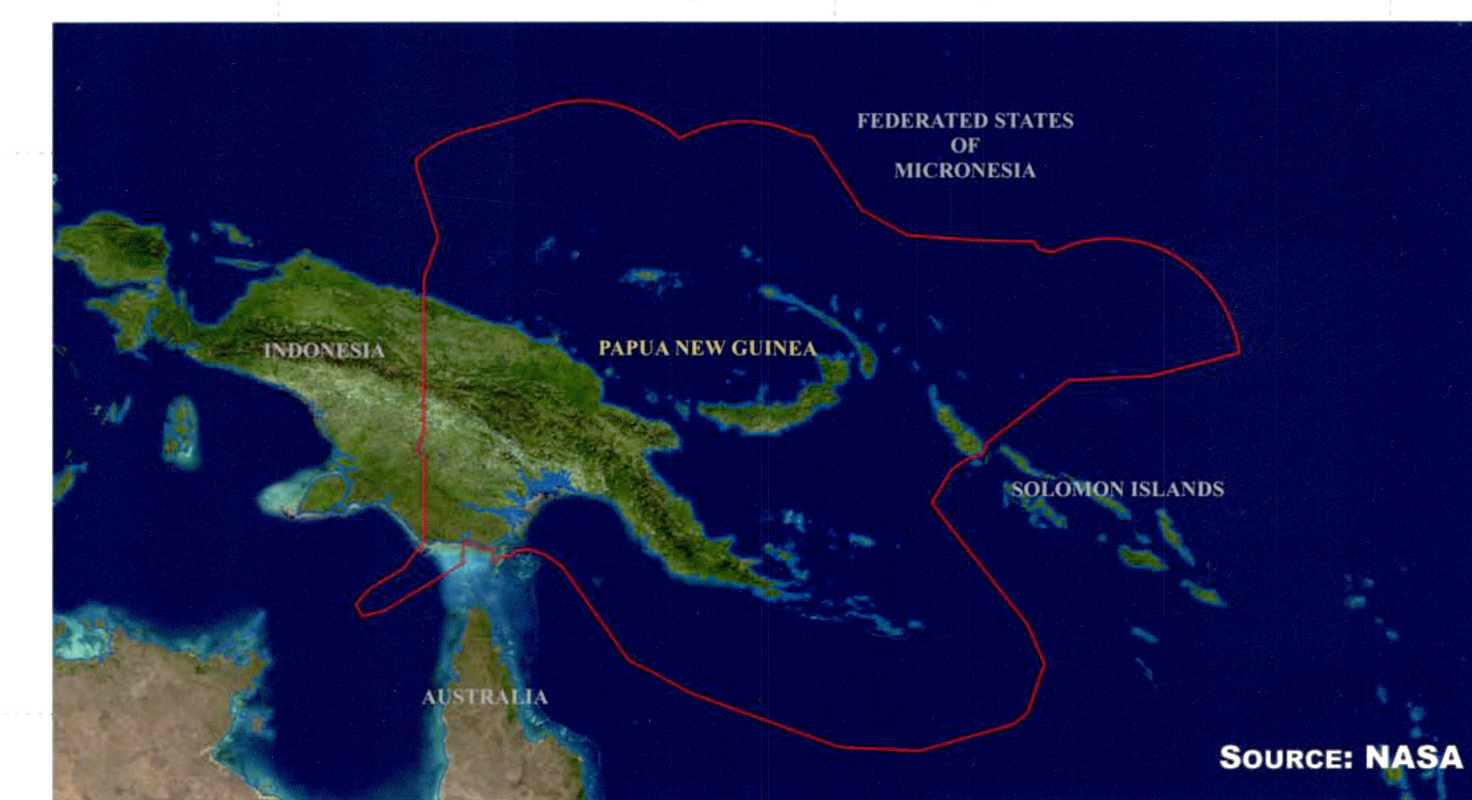 FEDERATED STATES
OF
MICRONESIA
INDONESIA
PAPUA NEW GUINEA
SOLOMON ISLANDS
AUSTRALIA
SOURCE: NASA